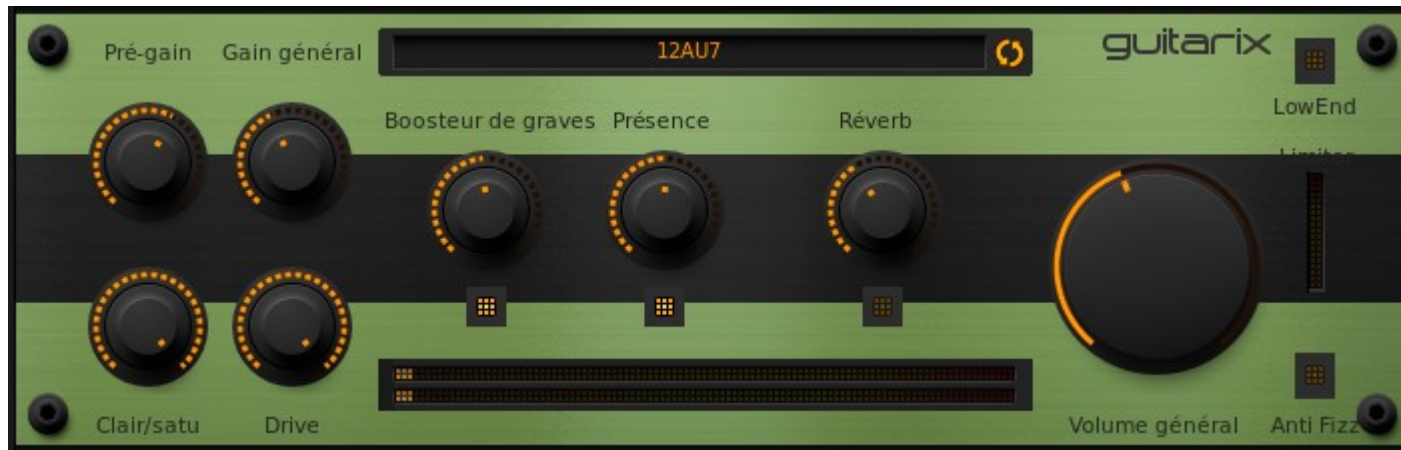 Pré-gain
Gain général
12AU7
guitarix
LowEnd
Boosteur de graves
Présence
Réverb
Limiter
Clair/satu
Drive
Volume général
Anti Fizz